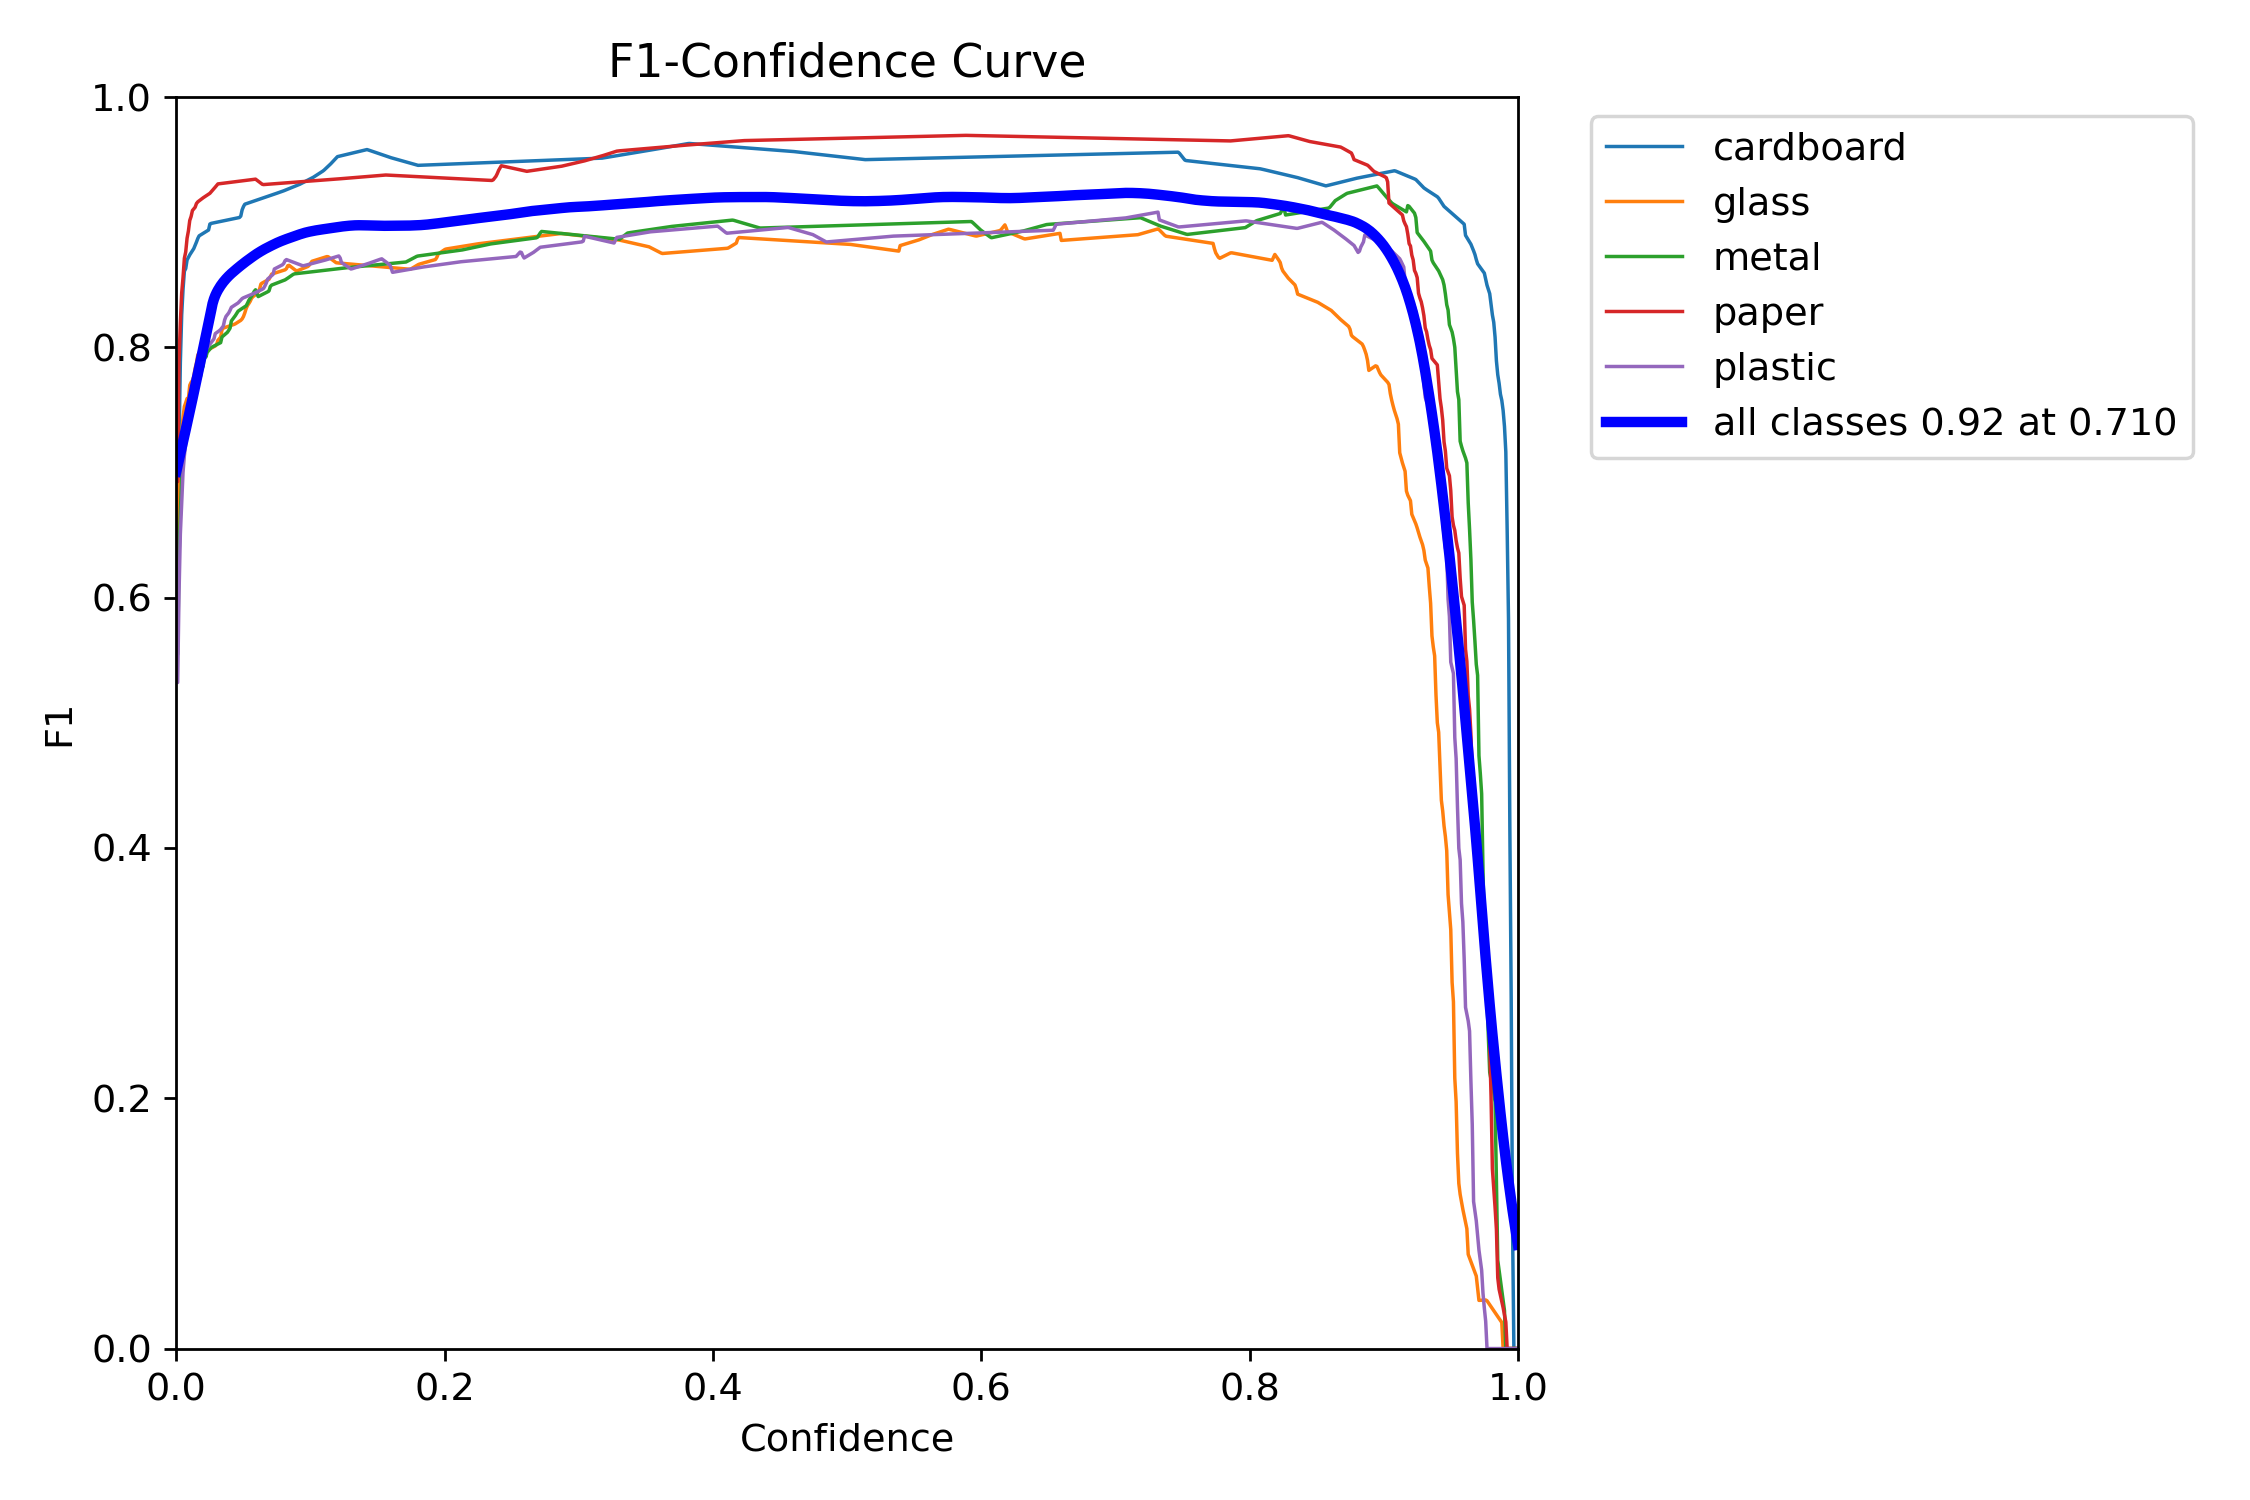 F1-Confidence Curve
1.0
0.8
0.6
0.4
0.2
0.0
F1
0.0 0.2 0.4 0.6 0.8 1.0
Confidence
cardboard
glass
metal
paper
plastic
all classes 0.92 at 0.710